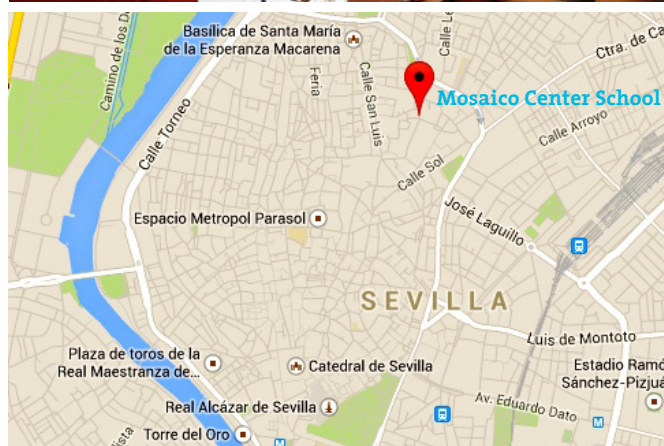 Basílica de Santa María
de la Esperanza Macarena
Camino de los De
Calle Le
Ctra. de Ca
Feria
Calle San Luis
Mosaico Center School
Calle Torneo
Calle Arroyo
Calle Sol
Espacio Metropol Parasol
José Laguillo
SEVILLA
Luis de Montoto
Plaza de toros de la
Real Maestranza de...
Catedral de Sevilla
Estadio Ramó
Sánchez-Pizjuá
Real Alcázar de Sevilla
Av. Eduardo Dato
Torre del Oro
M
M